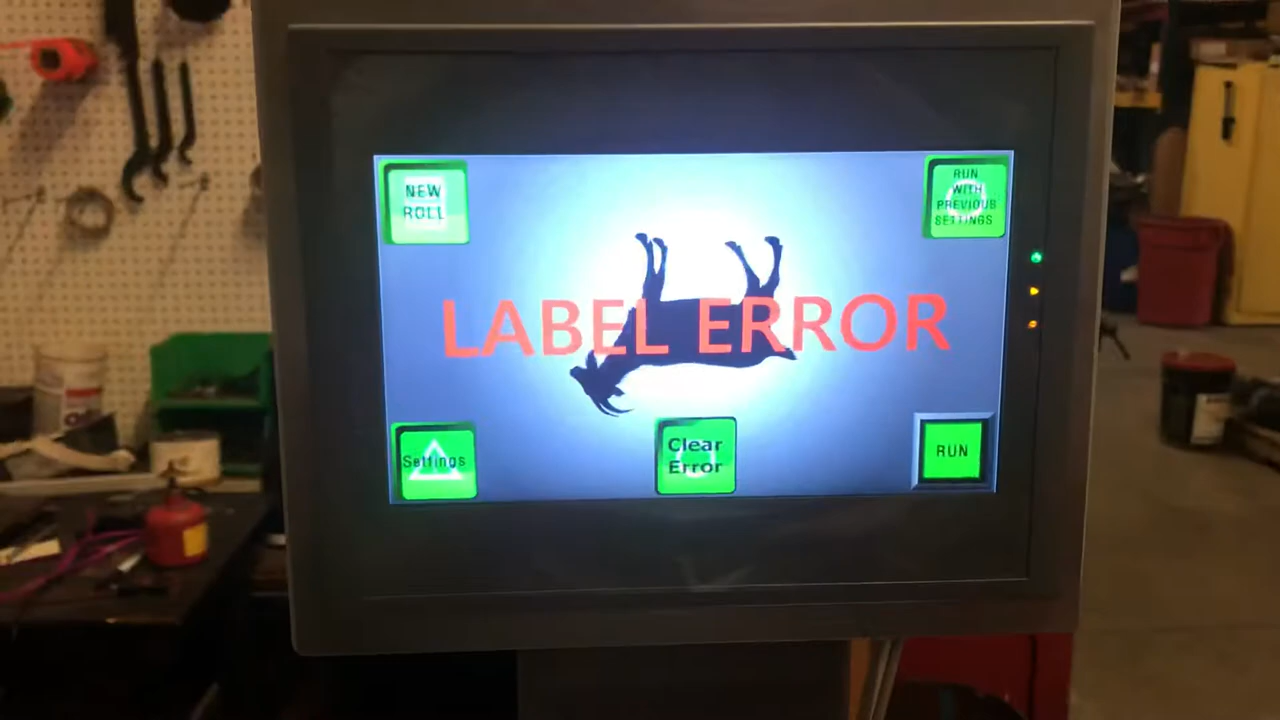 NEW
ROLL
RUN
WITH
PREVIOUS
SETTINGS
LABEL ERROR
Settings
Clear
Error
RUN